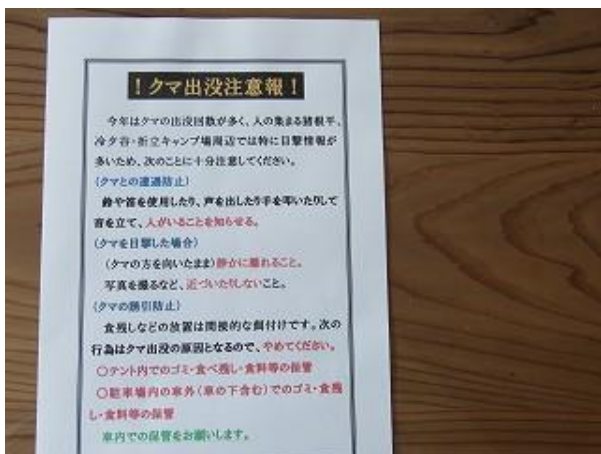 ！クマ出没注意報！
今年はクマの出没回数が多く、人の集まる猪根平、
冷夕谷・折立キャンプ場周辺では特に目撃情報が
多いため、次のことに十分注意してください。
(クマとの遭遇防止)
鈴や笛を使用したり、声を出したり手を叩いたりして
音を立て、人がいることを知らせる。
(クマを目撃した場合)
(クマの方を向いたまま)静かに離れること。
写真を撮るなど、近づいたりしないこと。
(クマの誘引防止)
食残しなどの放置は間接的な餌付けです。次の
行為はクマ出没の原因となるので、やめてください。
○テント内でのゴミ・食べ残し・食料等の保管
○駐車場内の車外(車の下含む)でのゴミ・食残
し・食料等の保管
車内での保管をお願いします。